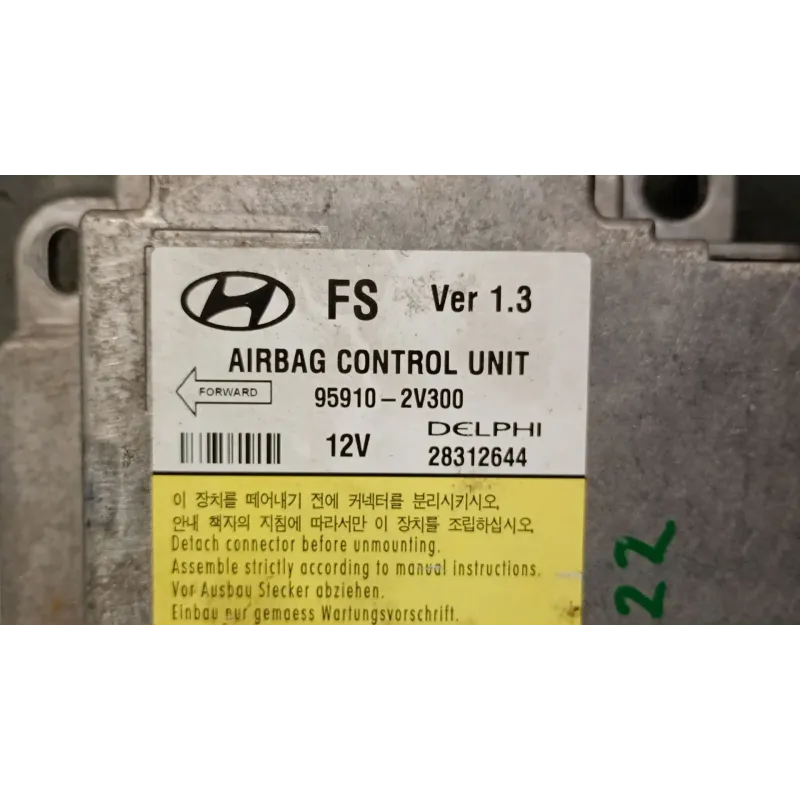 FS Ver 1.3
AIRBAG CONTROL UNIT
FORWARD
95910-2V300
12V
DELPHI
28312644
이 장치를 떼어내기 전에 커넥터를 분리시키시오.
안내 책자의 지침에 따라서만 이 장치를 조립하십시오.
Detach connector before unmounting.
Assemble strictly according to manual instructions.
Vor Ausbau Stecker abziehen.
Einbau nur gemaess Wartungsvorschrift.
22